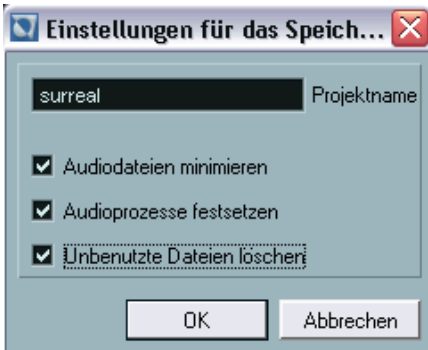 Einstellungen für das Speich...
surreal Projektname
Audiodateien minimieren
Audioprozesse festsetzen
Unbenutzte Dateien löschen
OK Abbrechen